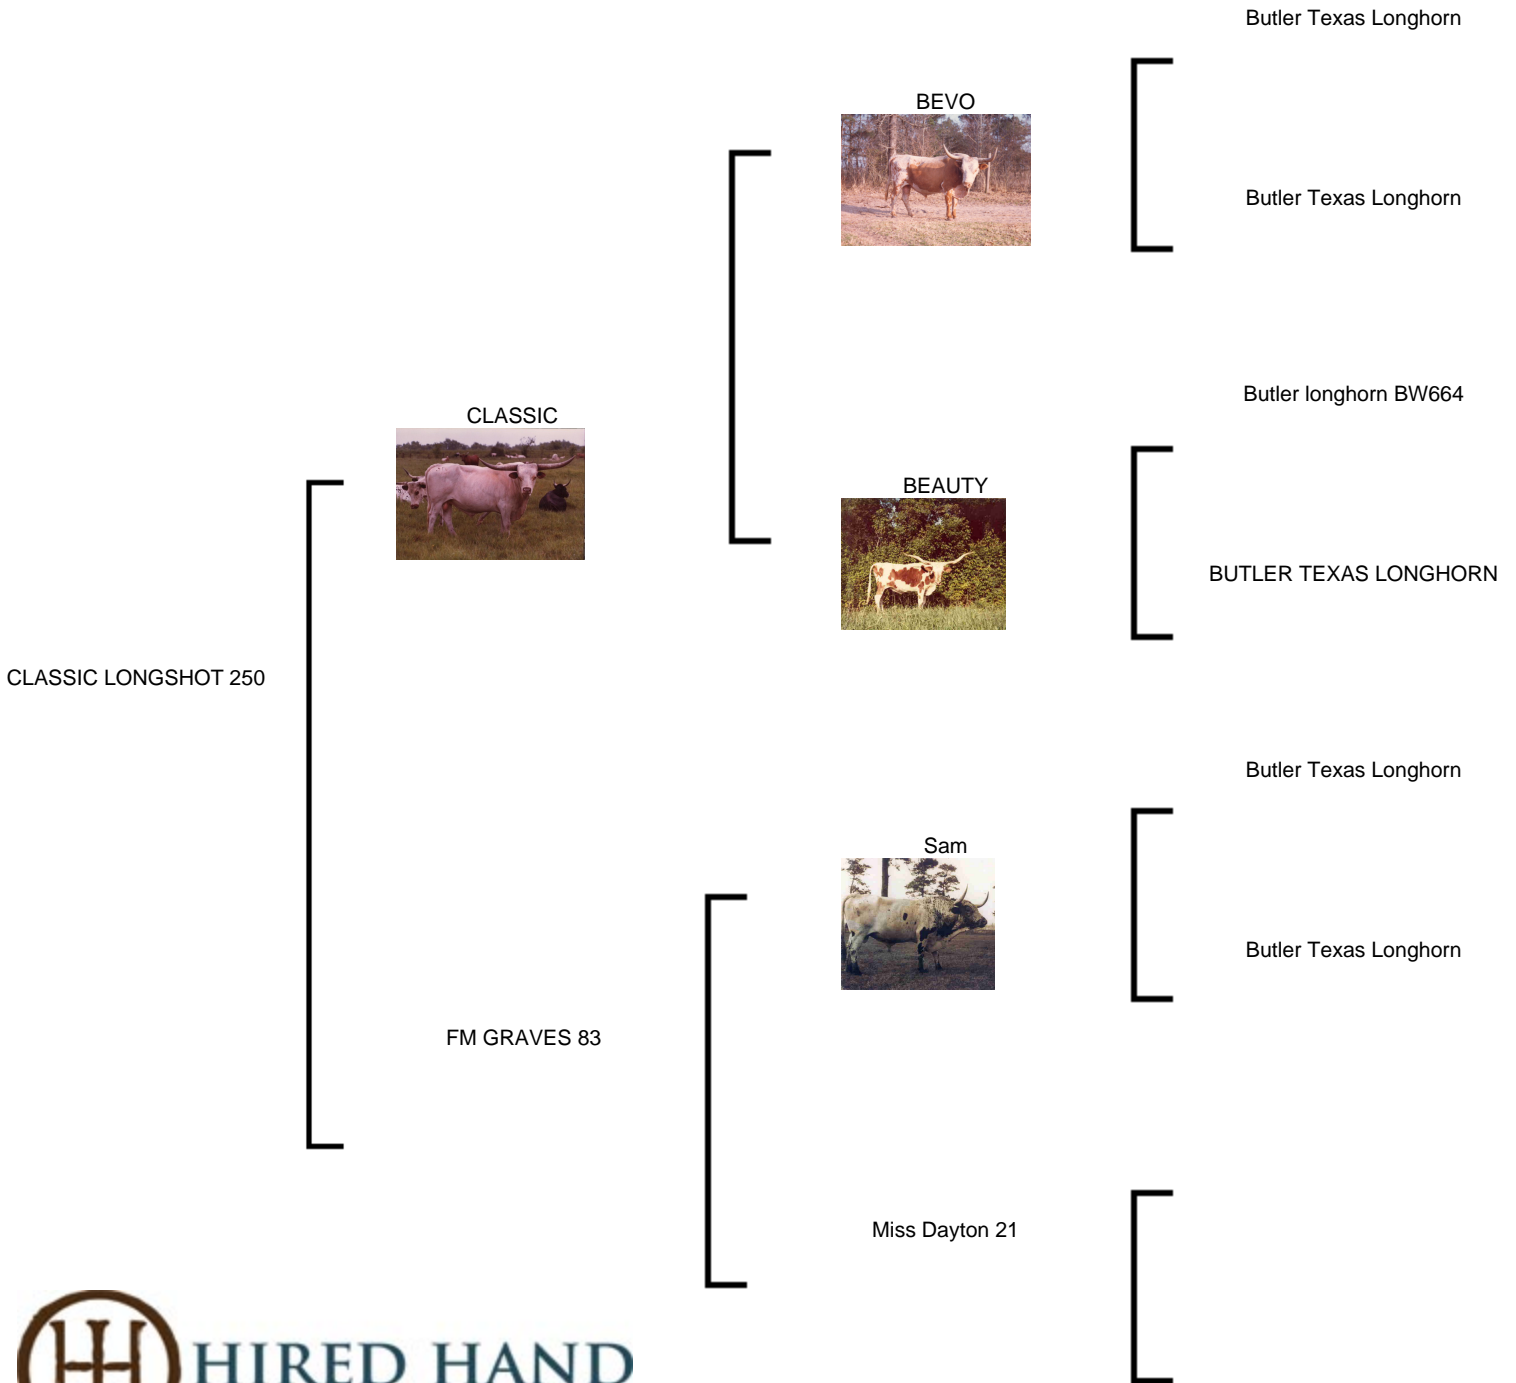 Butler Texas Longhorn
BEVO
Butler Texas Longhorn
Butler longhorn BW664
CLASSIC
BEAUTY
BUTLER TEXAS LONGHORN
CLASSIC LONGSHOT 250
Butler Texas Longhorn
Sam
Butler Texas Longhorn
FM GRAVES 83
Miss Dayton 21
HIRED HAND